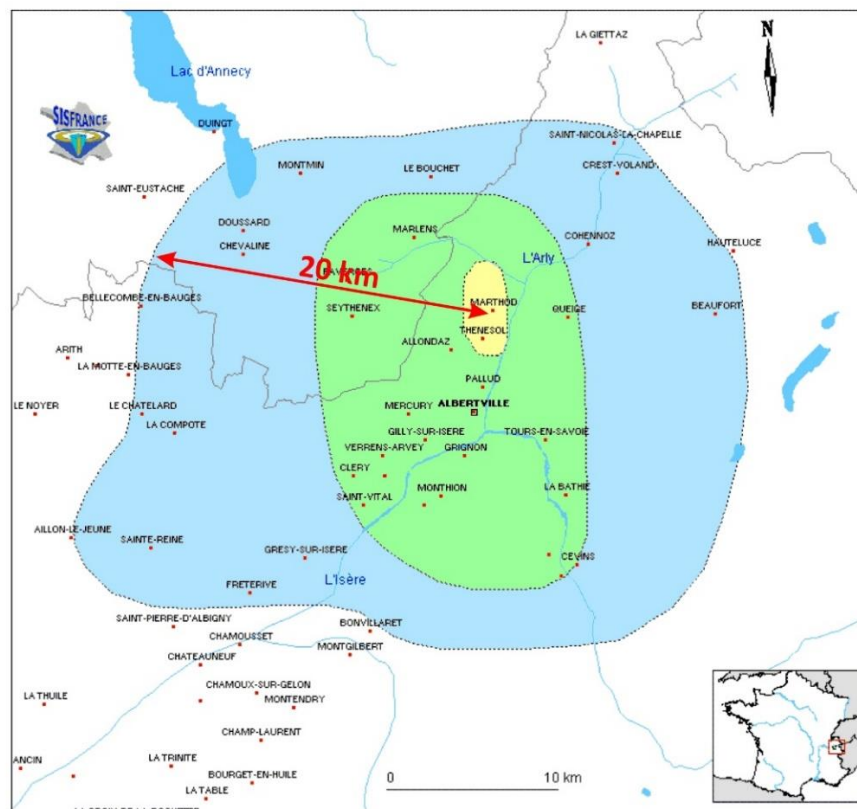 LA GIETTAZ
N
Lac d'Annecy
SISFRANCE
DUINGT
SAINT-NICOLAS-LA-CHAPELLE
MONTMIN
LE BOUCHET
CREST-VOLAND
SAINT-EUSTACHE
DOUSSARD
MARLENS
COHENNOZ
CHEVALINE
HAUTELUCE
L'Arly
FAVERGES
20 km
BELLECOMBE-EN-BAUGES
SEYTHENEX
MARTHOD
QUEIGE
BEAUFORT
THENESOL
ARITH
ALLONDAZ
LA MOTTE-EN-BAUGES
PALLUD
LE NOYER
LE CHATELARD
MERCURY
ALBERTVILLE
LA COMPOTE
GILLY-SUR-ISERE
TOURS-EN-SAVOIE
VERRENS-ARVEY
GRIGNON
CLERY
SAINT-VITAL
MONTHION
LA BATHIE
AILLON-LE-JEUNE
SAINTE-REINE
GRESY-SUR-ISERE
CEVINS
L'Isère
FRETERIVE
SAINT-PIERRE-D'ALBIGNY
BONVILLARET
CHAMOUSSET
MONTGILBERT
CHATEAUNEUF
CHAMOUX-SUR-GELON
LA THUILE
MONTENDRY
CHAMP-LAURENT
ANCIN
LA TRINITE
BOURGET-EN-HUILE
0
10 km
LA TABLE